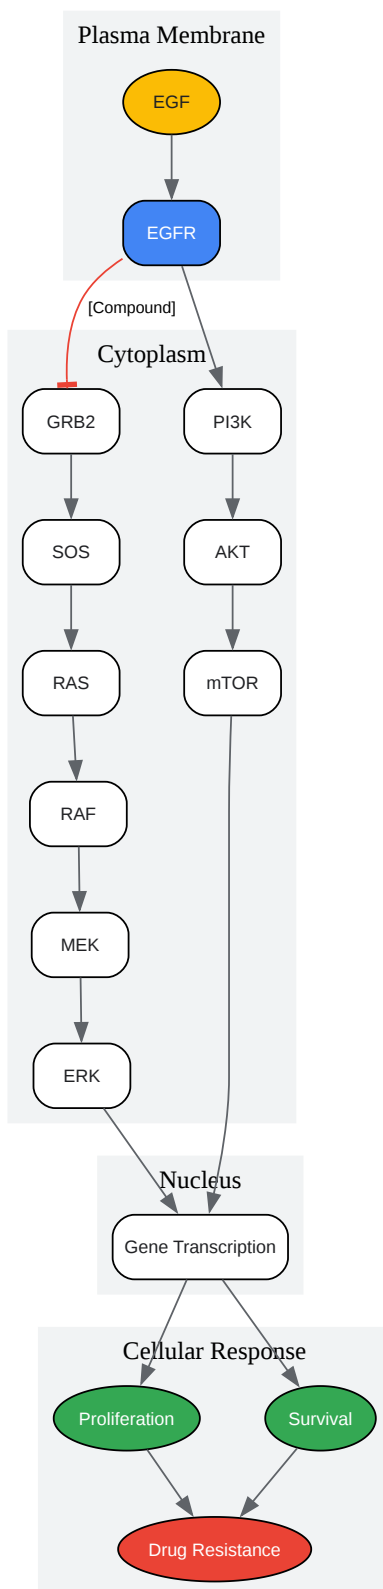 Plasma Membrane
EGF
EGFR
[Compound]
Cytoplasm
GRB2
PI3K
SOS
AKT
RAS
mTOR
RAF
MEK
ERK
Nucleus
Gene Transcription
Cellular Response
Proliferation
Survival
Drug Resistance